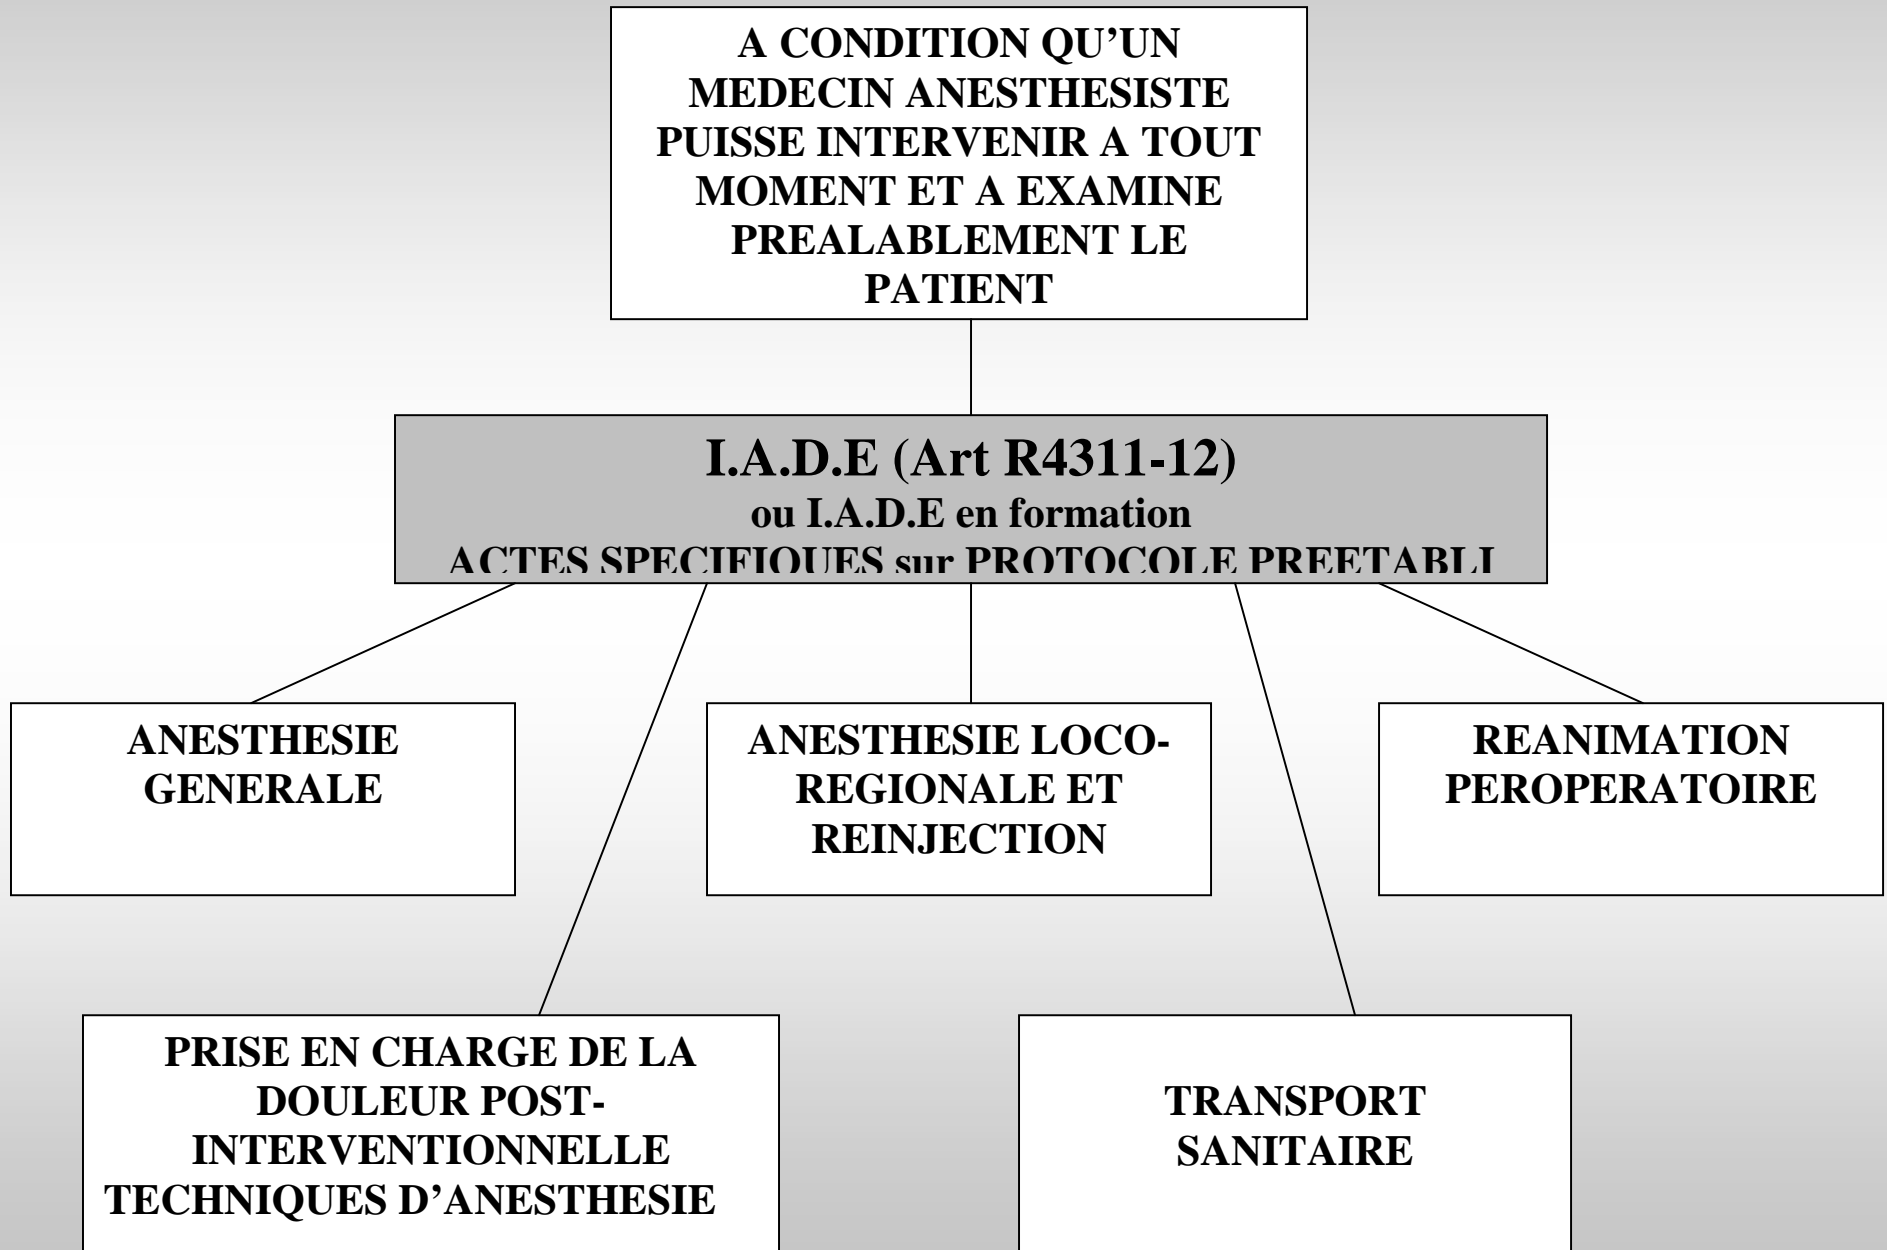 A CONDITION QU’UN
MEDECIN ANESTHESISTE
PUISSE INTERVENIR A TOUT
MOMENT ET A EXAMINE
PREALABLEMENT LE
PATIENT
I.A.D.E (Art R4311-12)
ou I.A.D.E en formation
ACTES SPECIFIQUES sur PROTOCOLE PREETABLI
ANESTHESIE
GENERALE
ANESTHESIE LOCO-
REGIONALE ET
REINJECTION
REANIMATION
PEROPERATOIRE
PRISE EN CHARGE DE LA
DOULEUR POST-
INTERVENTIONNELLE
TECHNIQUES D’ANESTHESIE
TRANSPORT
SANITAIRE